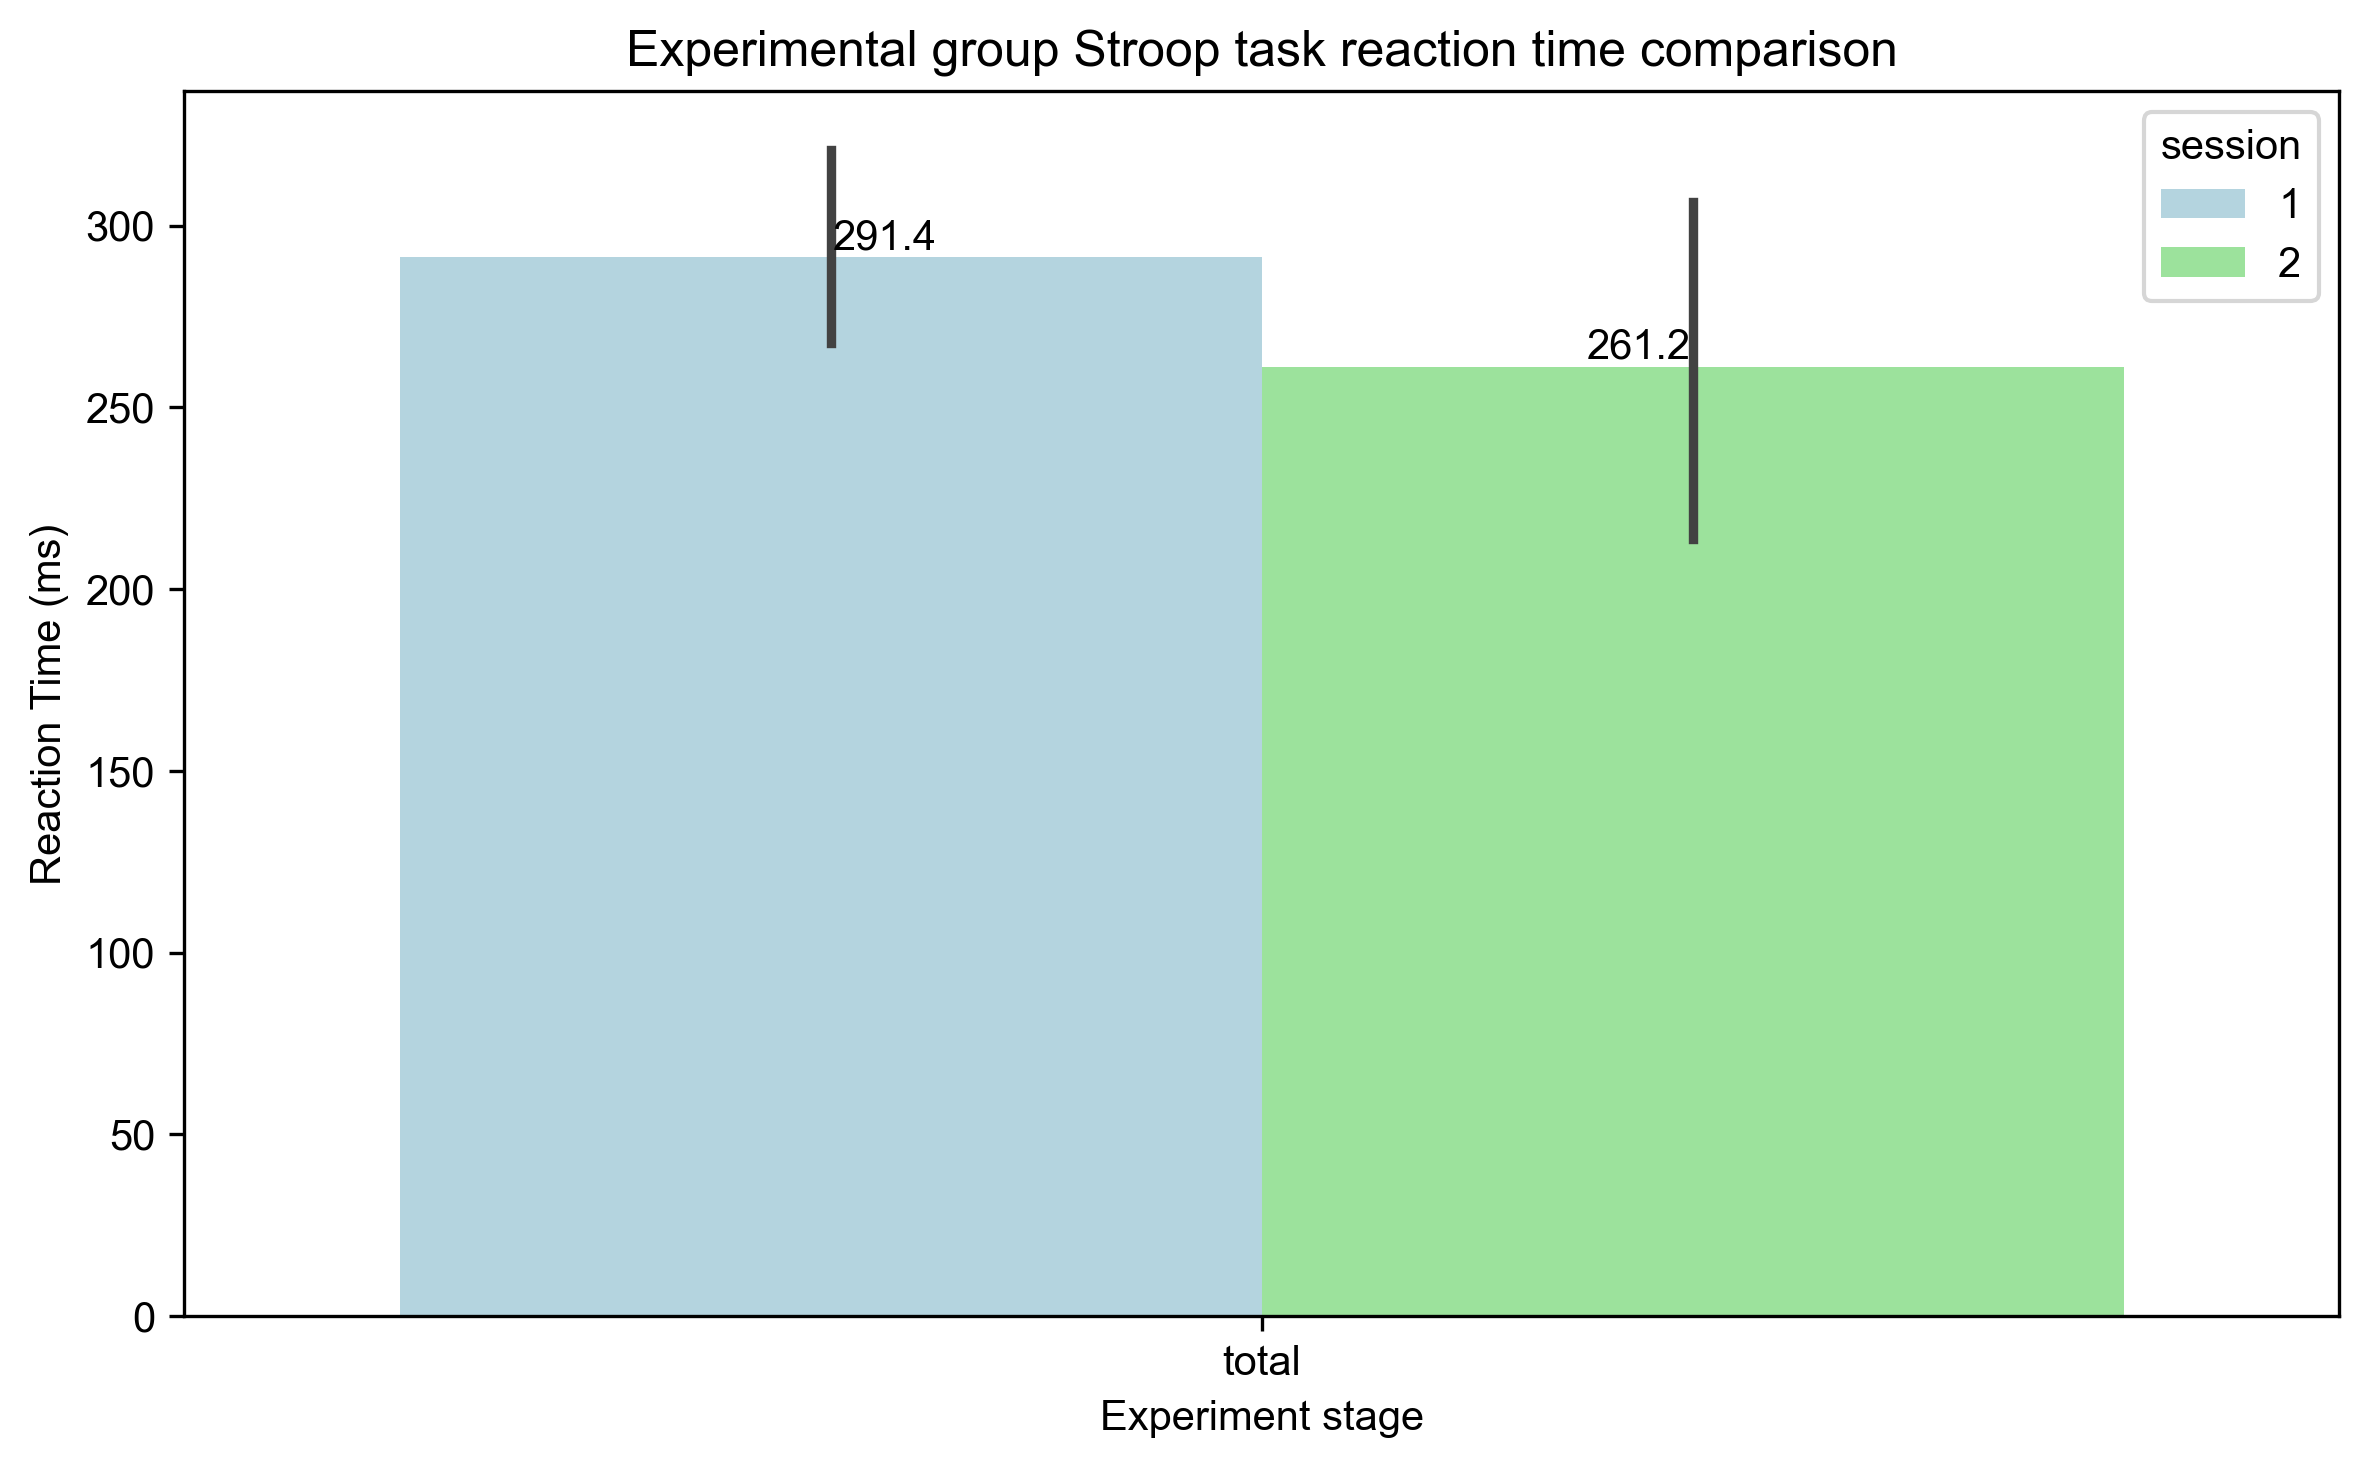 Experimental group Stroop task reaction time comparison
session
1
2
291.4
261.2
Reaction Time (ms)
300
250
200
150
100
50
0
total
Experiment stage